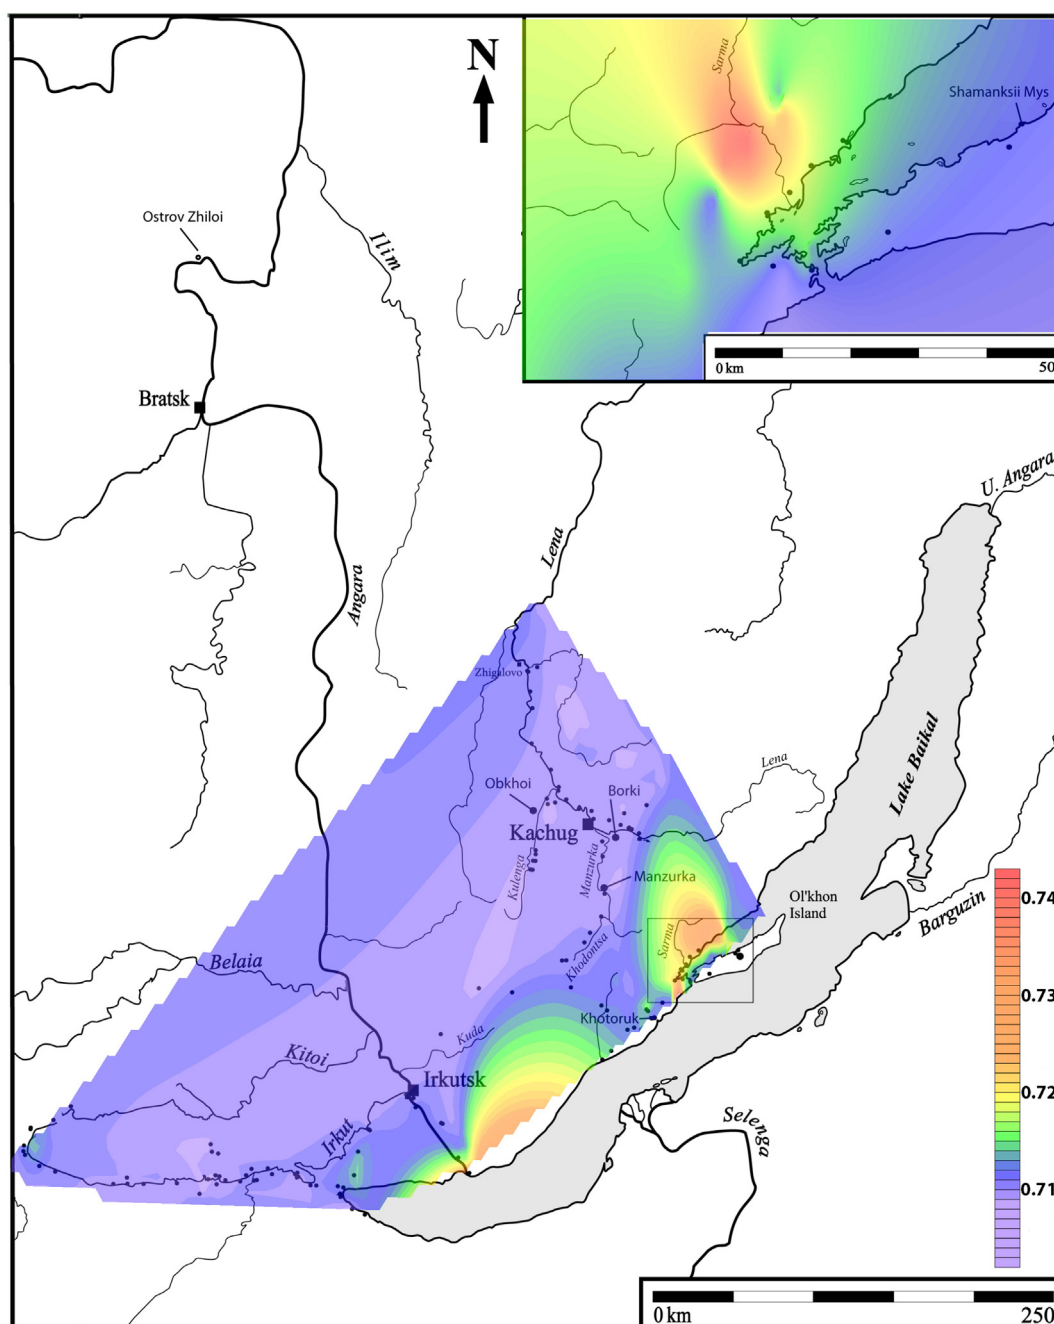 N
Sarma
Shamanksii Mys
0 km
50
Ostrov Zhiloi
Ilim
Bratsk
U. Angara
Lena
Angara
Zhigalovo
Lake Baikal
Lena
Obkhoi
Borki
Kachug
Kulenga
Manzurka
Manzurka
Ol'khon
Island
Barguzin
Sarma
Khodontsa
Belaia
Khotoruk
Kuda
Kitoi
Irkutsk
Irkut
Selenga
0.74
0.73
0.72
0.71
0 km
250